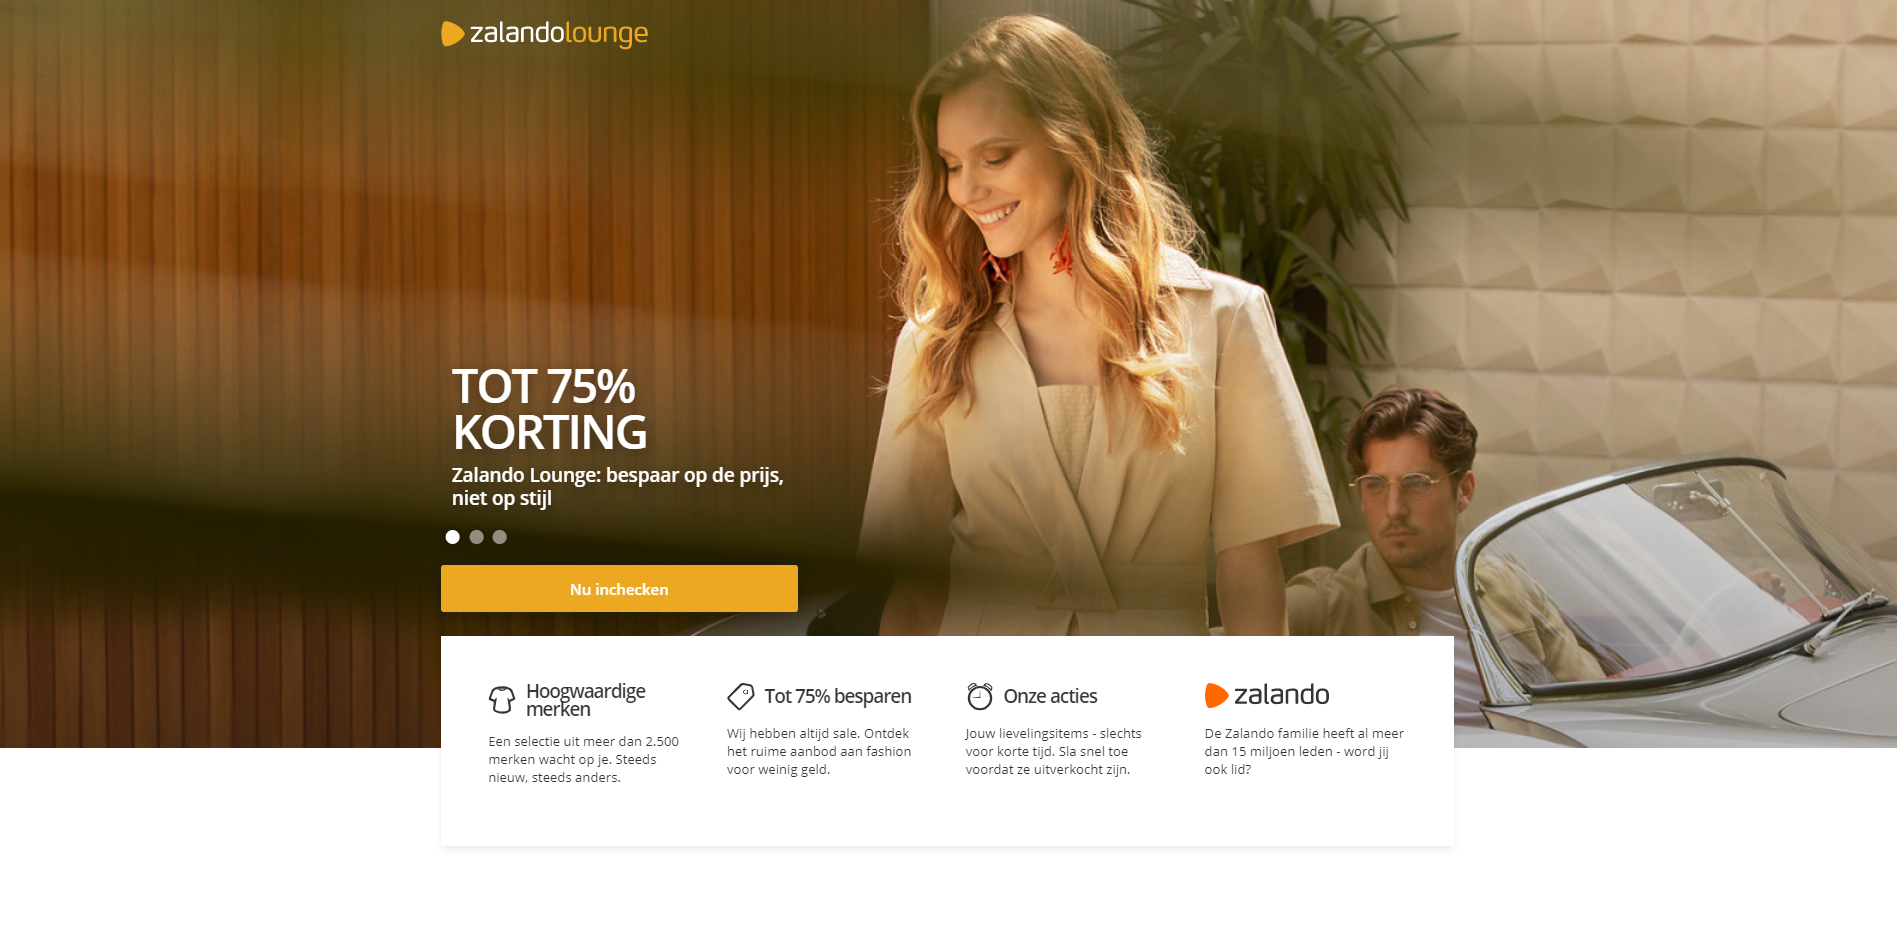 zalandolounge
TOT 75%
KORTING
Zalando Lounge: bespaar op de prijs,
niet op stijl
Nu inchecken
Hoogwaardige
merken
Een selectie uit meer dan 2.500
merken wacht op je. Steeds
nieuw, steeds anders.
Tot 75% besparen
Wij hebben altijd sale. Ontdek
het ruime aanbod aan fashion
voor weinig geld.
Onze acties
Jouw lievelingsitems - slechts
voor korte tijd. Sla snel toe
voordat ze uitverkocht zijn.
zalando
De Zalando familie heeft al meer
dan 15 miljoen leden - word jij
ook lid?